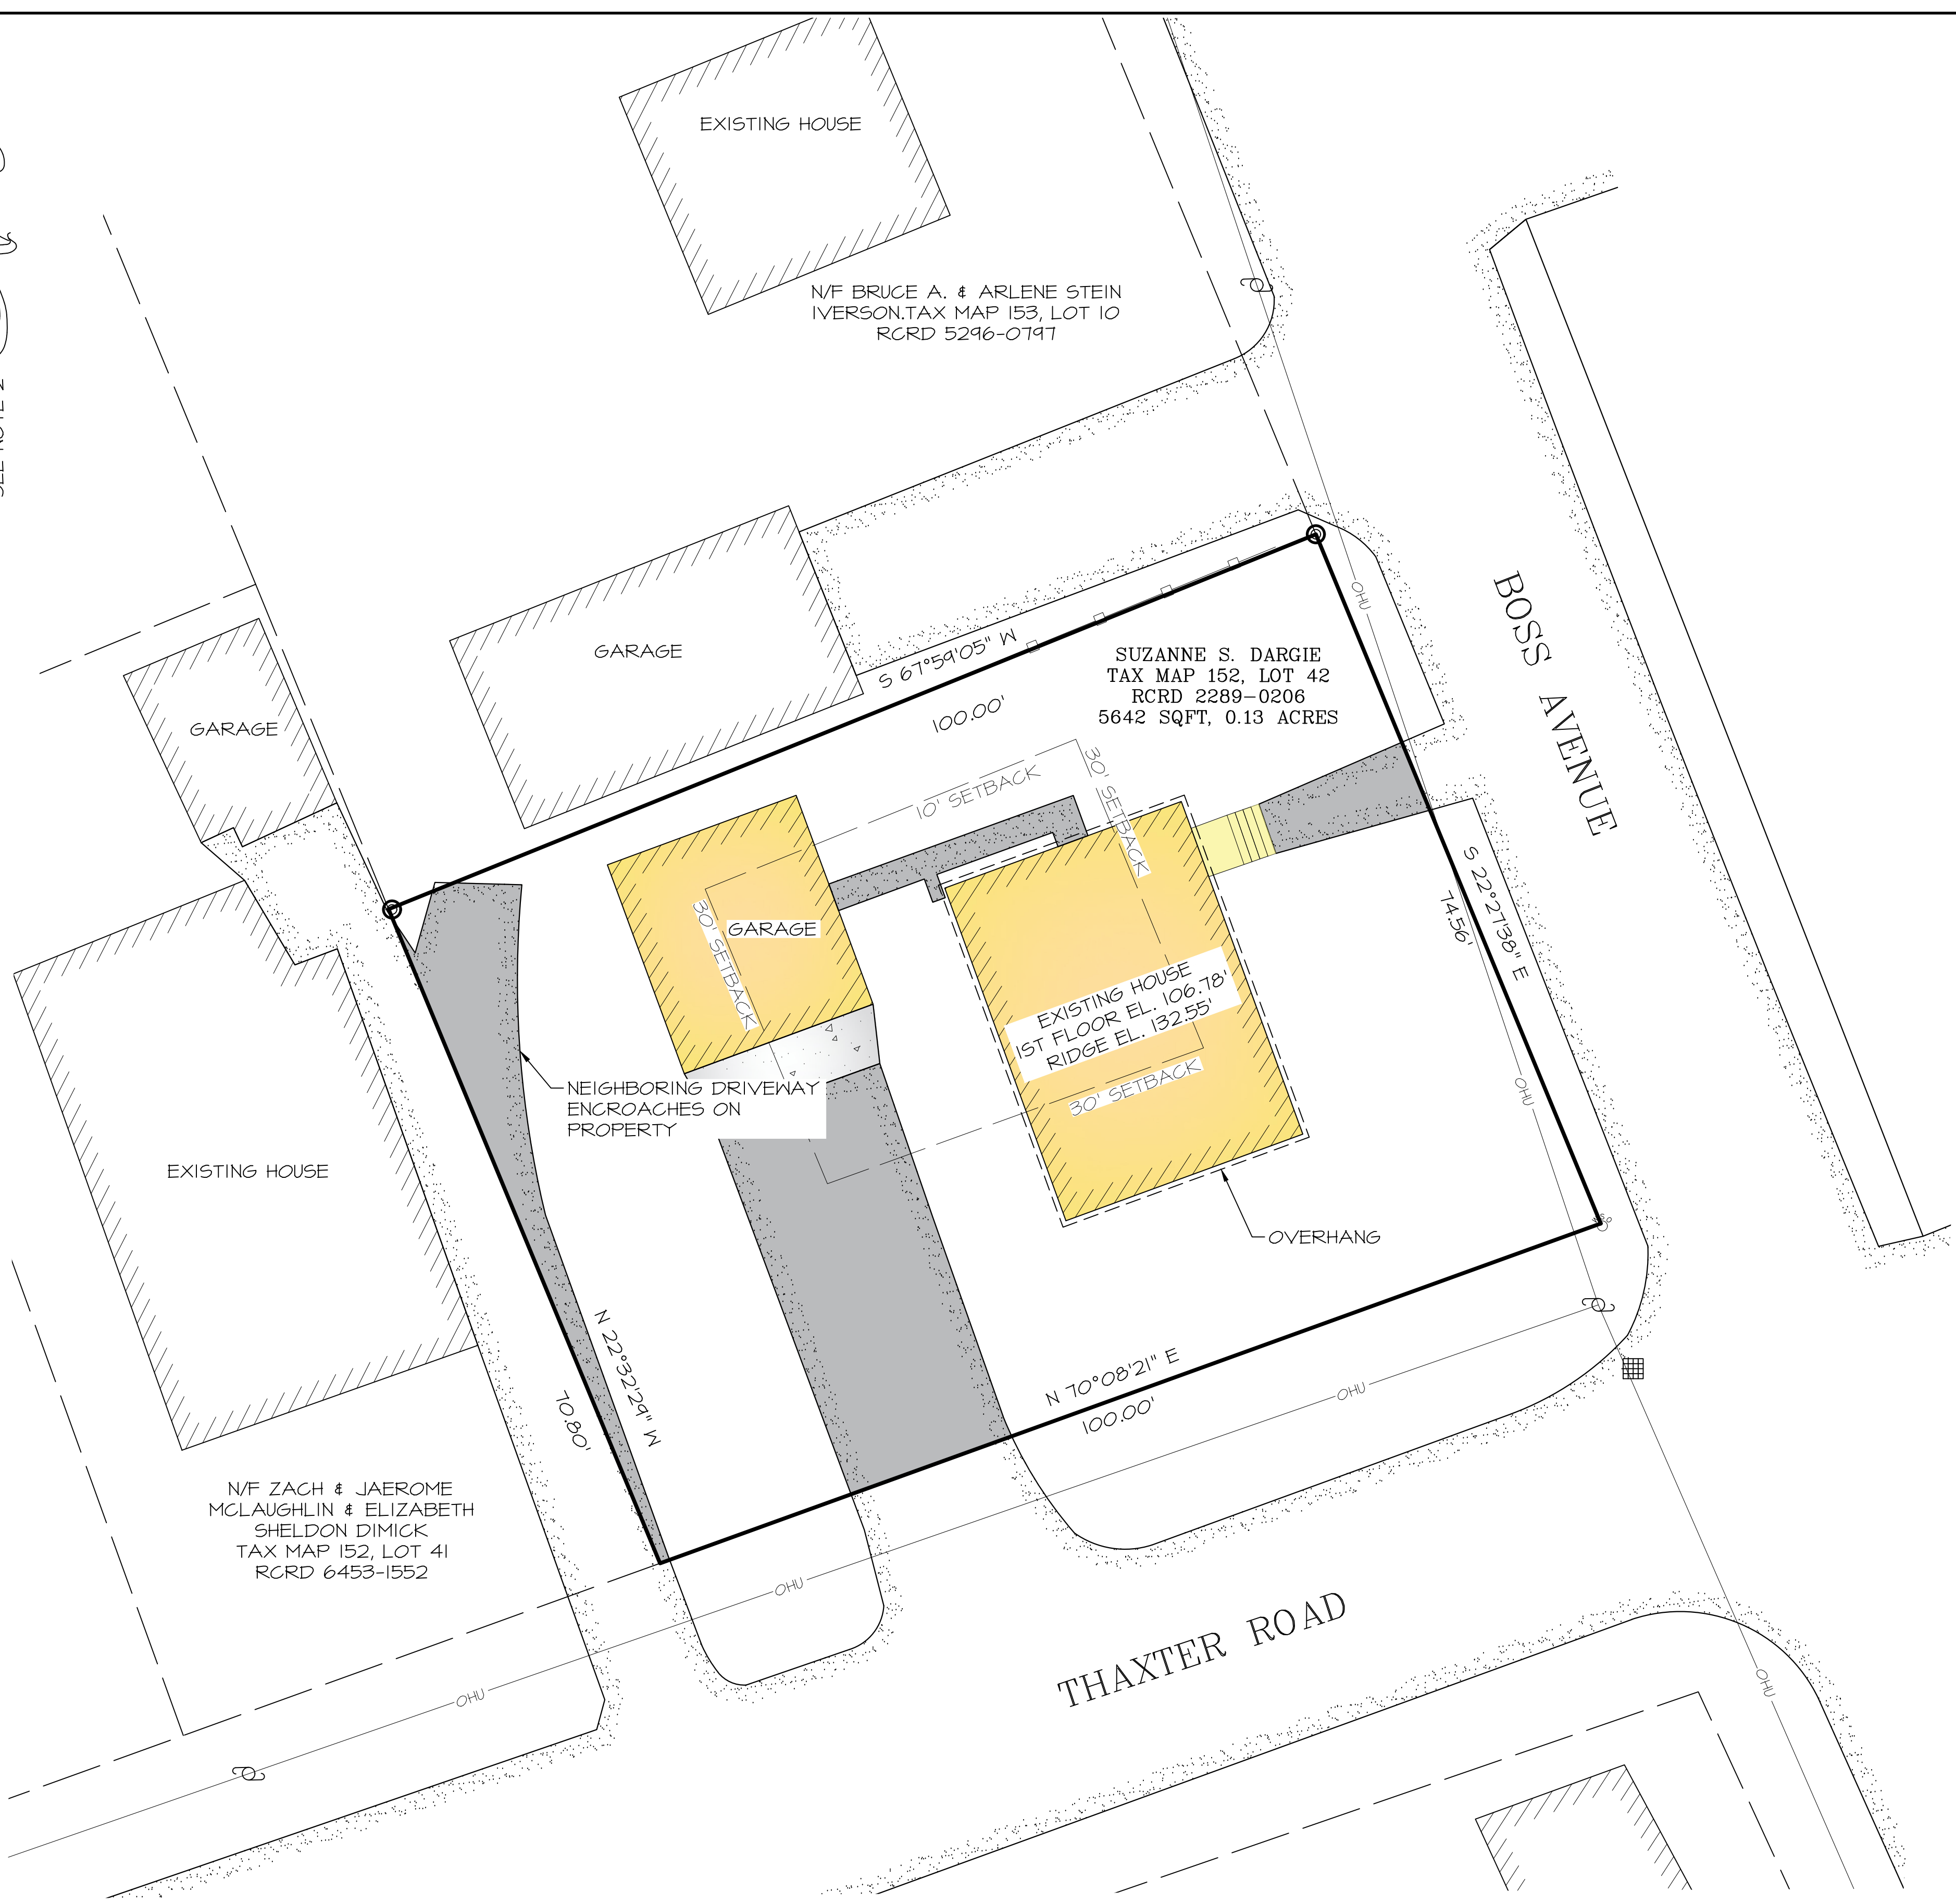 EXISTING HOUSE
N/F BRUCE A. & ARLENE STEIN
IVERSON.TAX MAP 153, LOT 10
RCRD 5296-0797
GARAGE
GARAGE
S 67°59'05" W
100.00'
SUZANNE S. DARGIE
TAX MAP 152, LOT 42
RCRD 2289-0206
5642 SQFT, 0.13 ACRES
BOSS AVENUE
OHU
10' SETBACK
30' SETBACK
30' SETBACK
GARAGE
EXISTING HOUSE
1ST FLOOR EL. 106.78'
RIDGE EL. 132.55'
30' SETBACK
S 22°27'38" E
74.56'
OHU
NEIGHBORING DRIVEWAY
ENCROACHES ON
PROPERTY
EXISTING HOUSE
OVERHANG
N 22°32'29" W
70.80'
N 70°08'21" E
100.00'
OHU
N/F ZACH & JAEROME
MCLAUGHLIN & ELIZABETH
SHELDON DIMICK
TAX MAP 152, LOT 41
RCRD 6453-1552
OHU
OHU
THAXTER ROAD
OHU